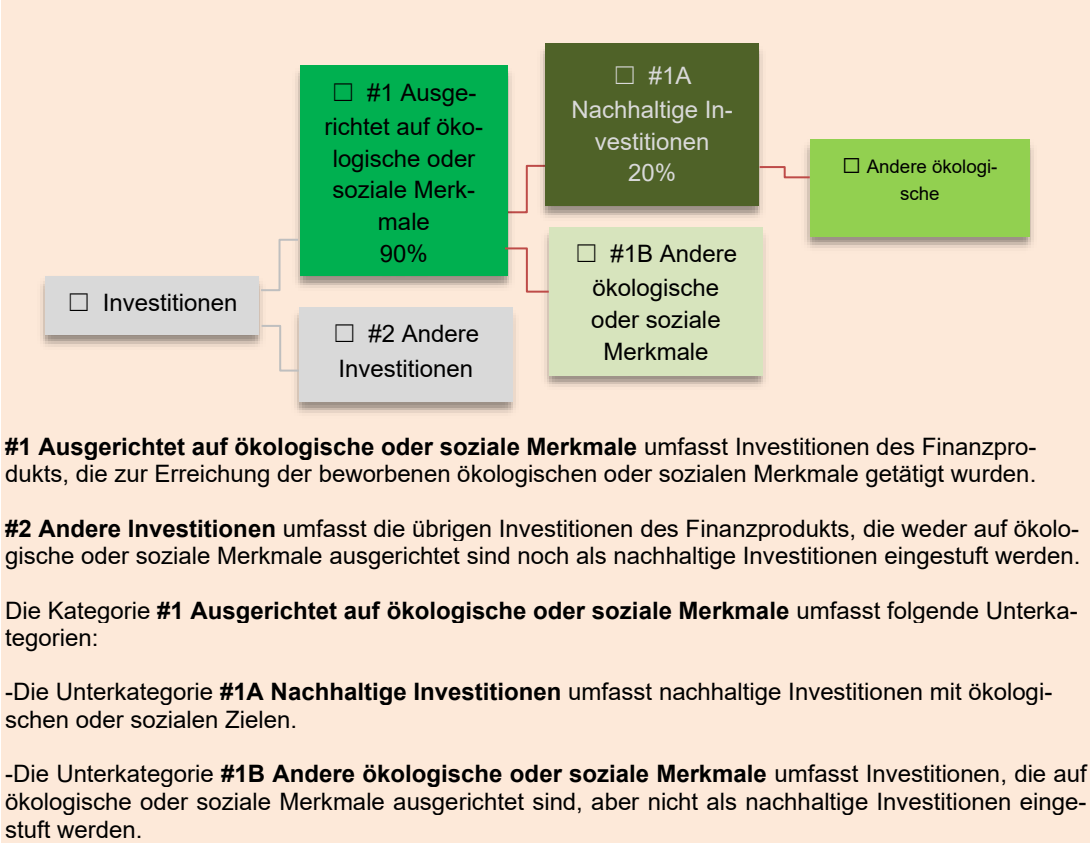 ☐ #1A
Nachhaltige In-
vestitionen
20%
☐ #1 Ausge-
richtet auf öko-
logische oder
soziale Merk-
male
90%
☐ Andere ökologi-
sche
☐ #1B Andere
ökologische
oder soziale
Merkmale
☐ Investitionen
☐ #2 Andere
Investitionen
#1 Ausgerichtet auf ökologische oder soziale Merkmale umfasst Investitionen des Finanzpro-
dukts, die zur Erreichung der beworbenen ökologischen oder sozialen Merkmale getätigt wurden.
#2 Andere Investitionen umfasst die übrigen Investitionen des Finanzprodukts, die weder auf ökolo-
gische oder soziale Merkmale ausgerichtet sind noch als nachhaltige Investitionen eingestuft werden.
Die Kategorie #1 Ausgerichtet auf ökologische oder soziale Merkmale umfasst folgende Unterka-
tegorien:
-Die Unterkategorie #1A Nachhaltige Investitionen umfasst nachhaltige Investitionen mit ökologi-
schen oder sozialen Zielen.
-Die Unterkategorie #1B Andere ökologische oder soziale Merkmale umfasst Investitionen, die auf
ökologische oder soziale Merkmale ausgerichtet sind, aber nicht als nachhaltige Investitionen einge-
stuft werden.